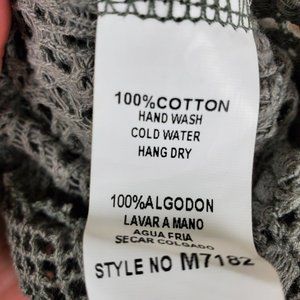 100%COTTON
HAND WASH
COLD WATER
HANG DRY
100%ALGODON
LAVAR A MANO
AGUA FRIA
SECAR COLGADO
STYLE NO M7182